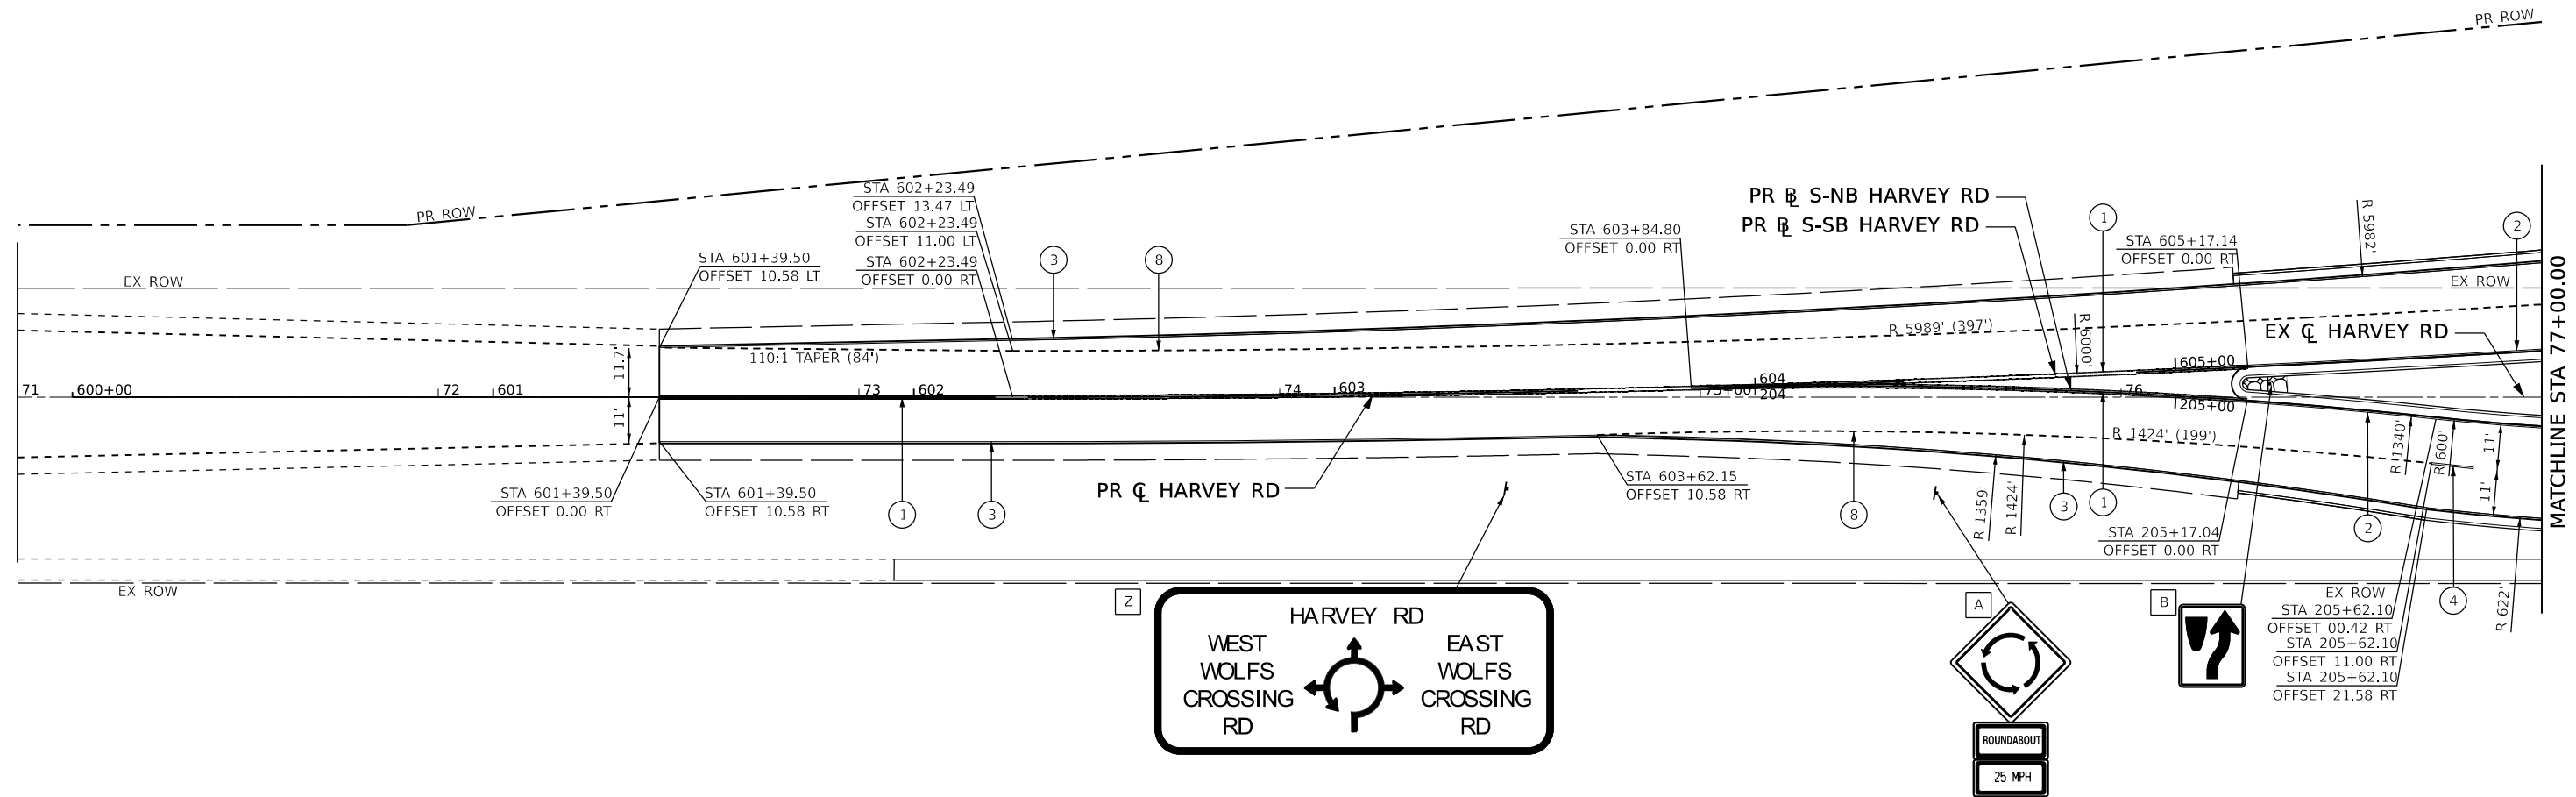 PR ROW
PR ROW
STA 602+23.49
OFFSET 13.47 LT
STA 602+23.49
OFFSET 11.00 LT
STA 602+23.49
OFFSET 0.00 RT
STA 601+39.50
OFFSET 10.58 LT
3
8
STA 603+84.80
OFFSET 0.00 RT
PR ℄ S-NB HARVEY RD
PR ℄ S-SB HARVEY RD
1
STA 605+17.14
OFFSET 0.00 RT
R 5982'
2
EX ROW
EX ROW
110:1 TAPER (84')
R 5989' (397')
R 6000'
EX ℄ HARVEY RD
MATCHLINE STA 77+00.00
11.7'
11'
71
600+00
72
601
73
602
74
603
75+00
604
204
76
605+00
205+00
R 1424' (199')
R 1340'
R 600'
11'
11'
STA 601+39.50
OFFSET 0.00 RT
STA 601+39.50
OFFSET 10.58 RT
1
3
PR ℄ HARVEY RD
STA 603+62.15
OFFSET 10.58 RT
8
R 1359'
R 1424'
3
1
STA 205+17.04
OFFSET 0.00 RT
2
4
R 622'
EX ROW
EX ROW
STA 205+62.10
OFFSET 00.42 RT
STA 205+62.10
OFFSET 11.00 RT
STA 205+62.10
OFFSET 21.58 RT
Z
HARVEY RD
WEST
WOLFS
CROSSING
RD
EAST
WOLFS
CROSSING
RD
A
ROUNDABOUT
25 MPH
B